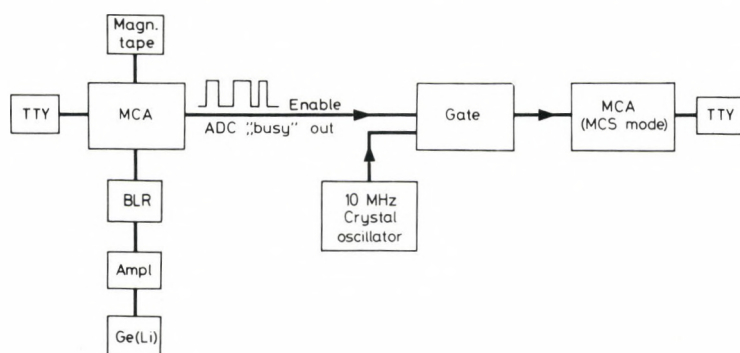 Magn.
tape
TTY
MCA
Enable
ADC „busy" out
Gate
MCA
(MCS mode)
TTY
BLR
10 MHz
Crystal
oscillator
Ampl
Ge(Li)